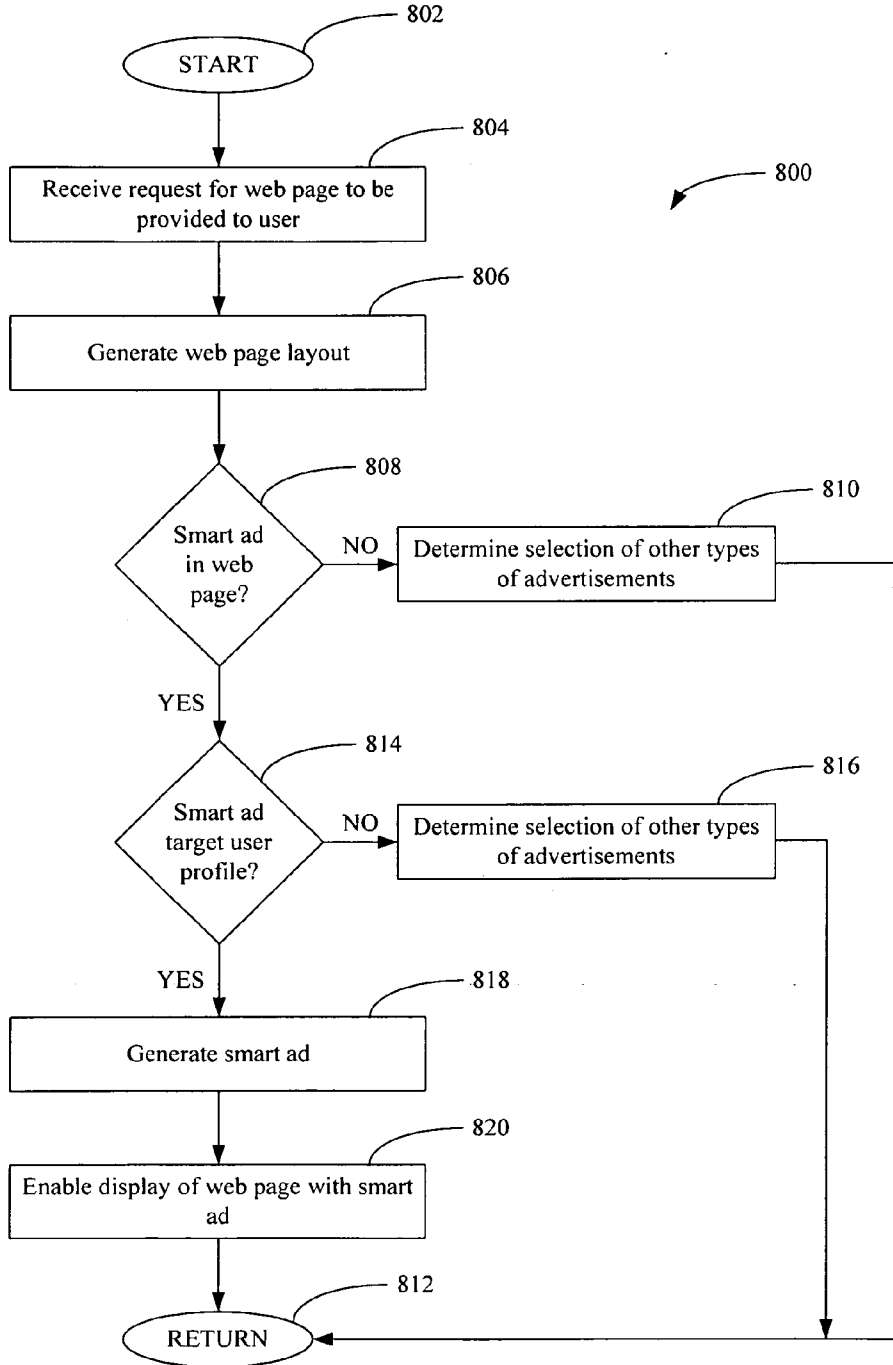 802
START
804
Receive request for web page to be
provided to user
800
806
Generate web page layout
808
Smart ad
in web
page?
NO
810
Determine selection of other types
of advertisements
YES
814
Smart ad
target user
profile?
NO
816
Determine selection of other types
of advertisements
YES
818
Generate smart ad
820
Enable display of web page with smart
ad
812
RETURN